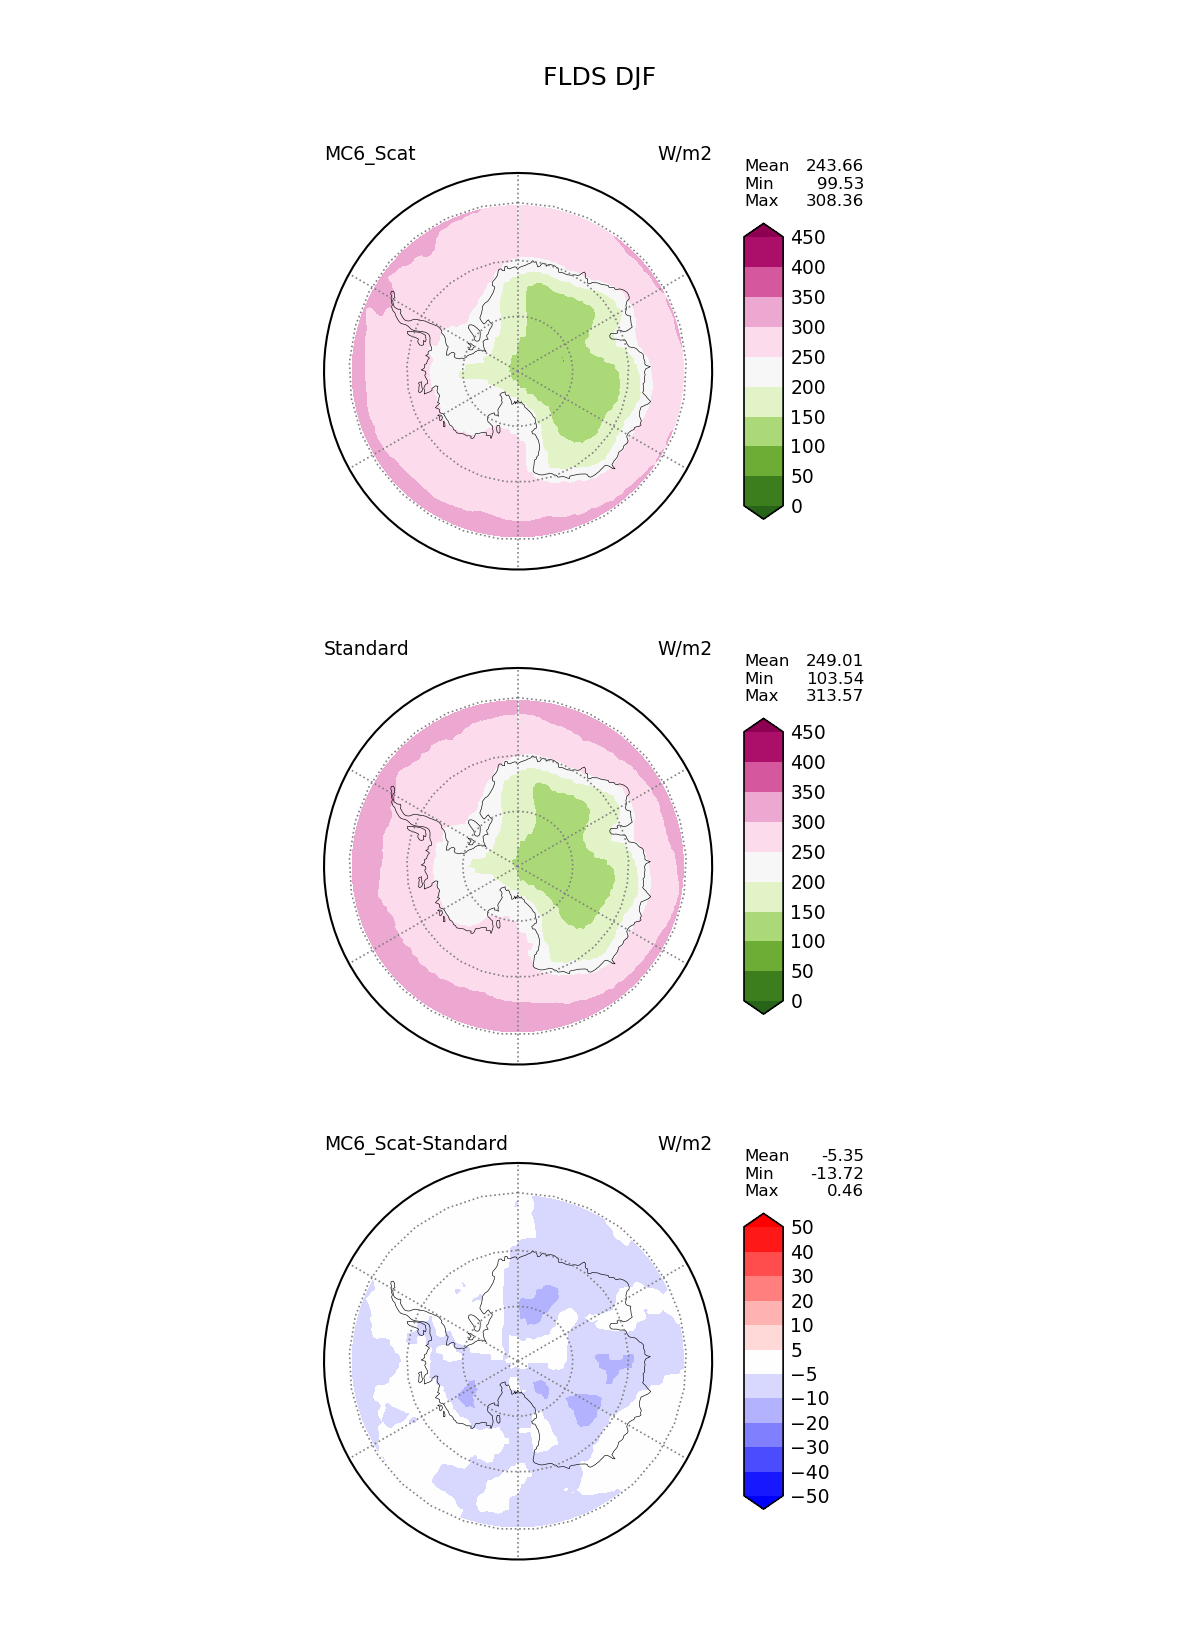 FLDS DJF
MC6_Scat W/m2
Mean 243.66
Min 99.53
Max 308.36
450
400
350
300
250
200
150
100
50
0
Standard W/m2
Mean 249.01
Min 103.54
Max 313.57
450
400
350
300
250
200
150
100
50
0
MC6_Scat-Standard W/m2
Mean -5.35
Min -13.72
Max 0.46
50
40
30
20
10
5
−5
−10
−20
−30
−40
−50